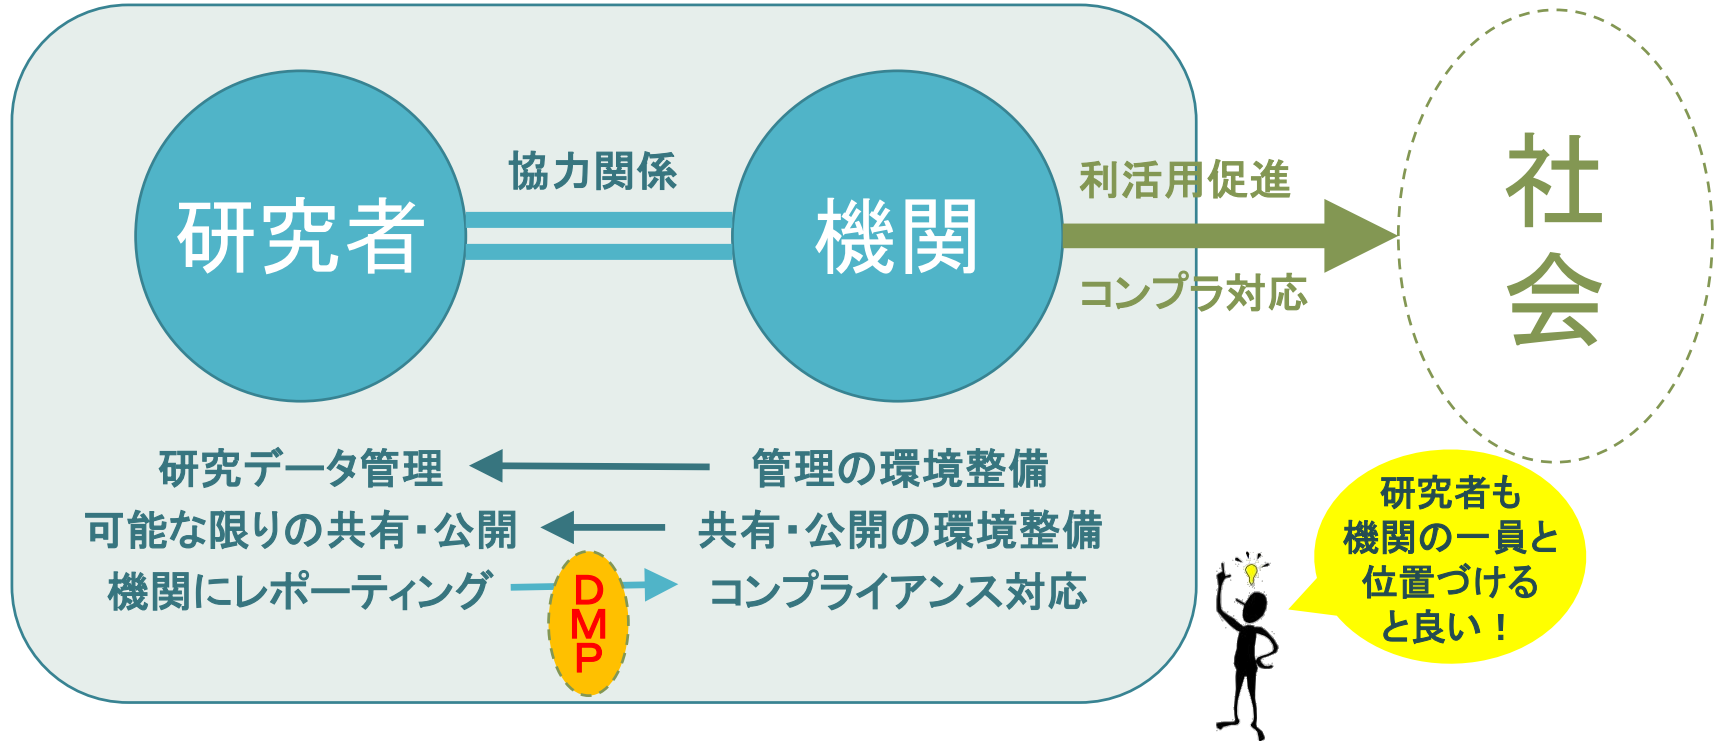 研究者
協力関係
機関
利活用促進
コンプラ対応
社
会
研究データ管理
管理の環境整備
可能な限りの共有・公開
共有・公開の環境整備
機関にレポーティング
コンプライアンス対応
DMP
研究者も
機関の一員と
位置づける
と良い！